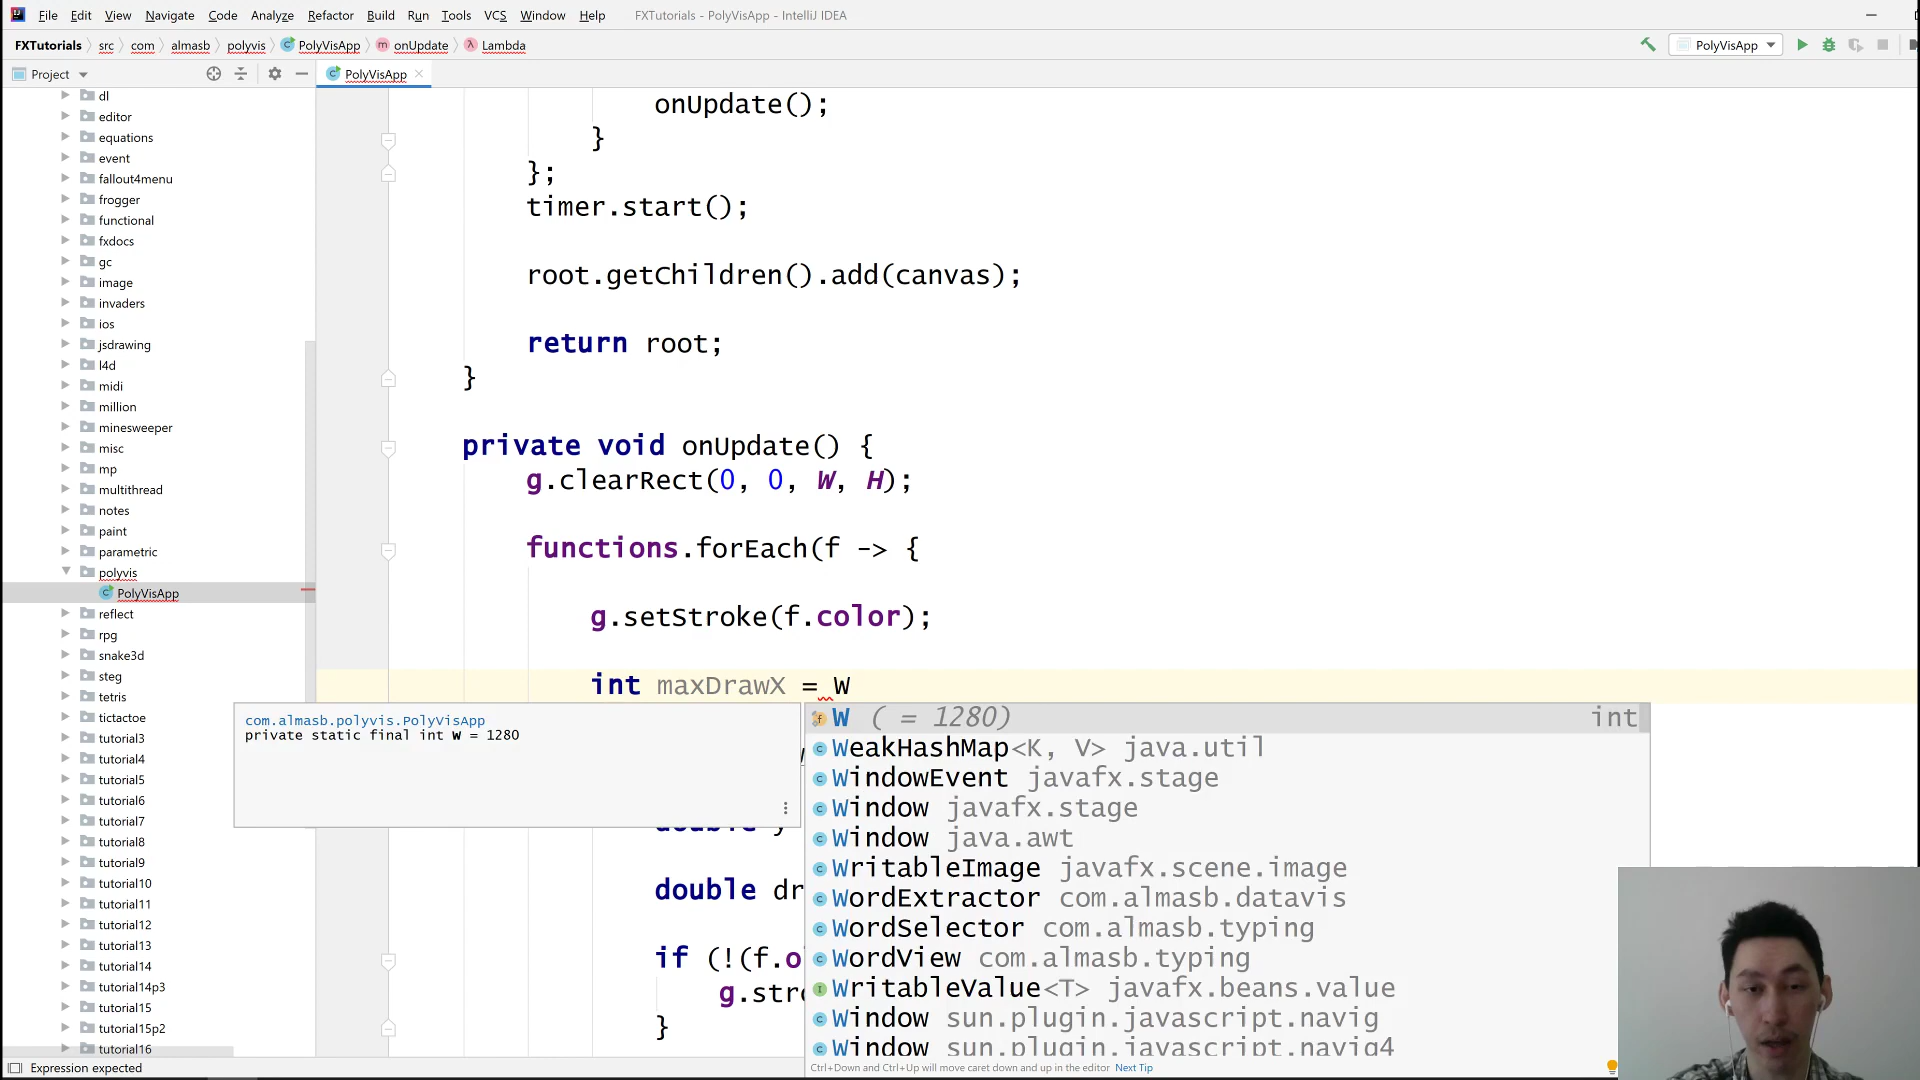 File Edit View Navigate Code Analyze Refactor Build Run Tools VCS Window Help FXTutorials - PolyVisApp - IntelliJ IDEA
FXTutorials src com almasb polyvis PolyVisApp onUpdate Lambda PolyVisApp
Project PolyVisApp
dl
editor
equations
event
fallout4menu
frogger
functional
fxdocs
gc
image
invaders
ios
jsdrawing
l4d
midi
million
minesweeper
misc
mp
multithread
notes
paint
parametric
polyvis
PolyVisApp
reflect
rpg
snake3d
steg
tetris
tictactoe
tutorial3
tutorial4
tutorial5
tutorial6
tutorial7
tutorial8
tutorial9
tutorial10
tutorial11
tutorial12
tutorial13
tutorial14
tutorial14p3
tutorial15
tutorial15p2
tutorial16
onUpdate();
}
};
timer.start();
root.getChildren().add(canvas);
return root;
}
private void onUpdate() {
g.clearRect(0, 0, W, H);
functions.forEach(f -> {
g.setStroke(f.color);
int maxDrawX = W
com.almasb.polyvis.PolyVisApp
private static final int W = 1280
double y
double dr
if (!(f.o
g.stro
}
W ( = 1280) int
WeakHashMap<K, V> java.util
WindowEvent javafx.stage
Window javafx.stage
Window java.awt
WritableImage javafx.scene.image
WordExtractor com.almasb.datavis
WordSelector com.almasb.typing
WordView com.almasb.typing
WritableValue<T> javafx.beans.value
Window sun.plugin.javascript.navig
Window sun.plugin.javascript.navig4
Ctrl+Down and Ctrl+Up will move caret down and up in the editor Next Tip
Expression expected